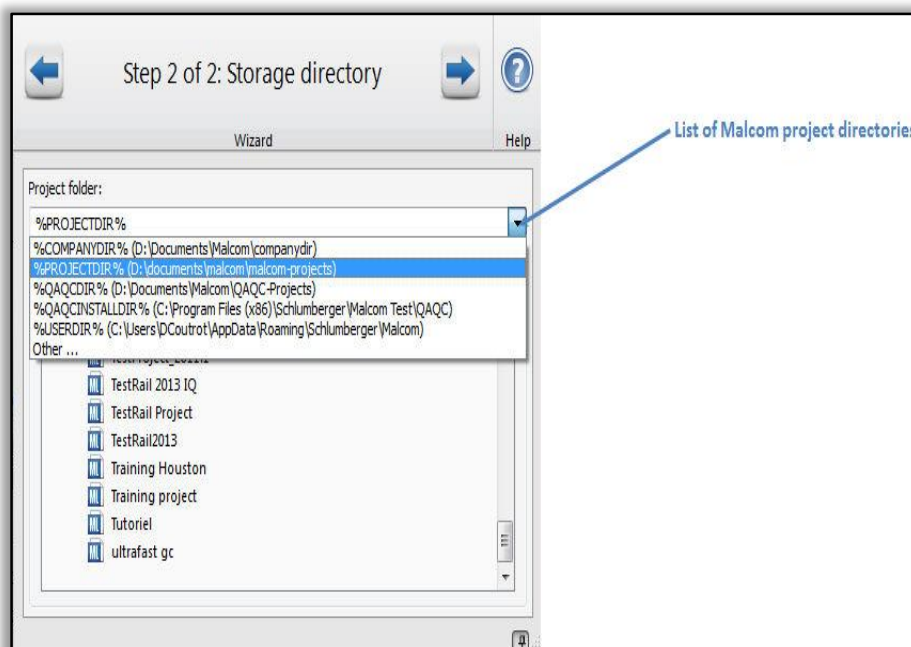 Step 2 of 2: Storage directory
Wizard
Help
List of Malcom project directories
Project folder:
%PROJECTDIR%
%COMPANYDIR% (D:\Documents\Malcom\companydir)
%PROJECTDIR% (D:\documents\malcom\malcom-projects)
%QAQCDIR% (D:\Documents\Malcom\QAQC-Projects)
%QAQCINSTALLDIR% (C:\Program Files (x86)\Schlumberger\Malcom Test\QAQC)
%USERDIR% (C:\Users\DCoutrot\AppData\Roaming\Schlumberger\Malcom)
Other ...
TestRail 2013 IQ
TestRail Project
TestRail2013
Training Houston
Training project
Tutoriel
ultrafast gc